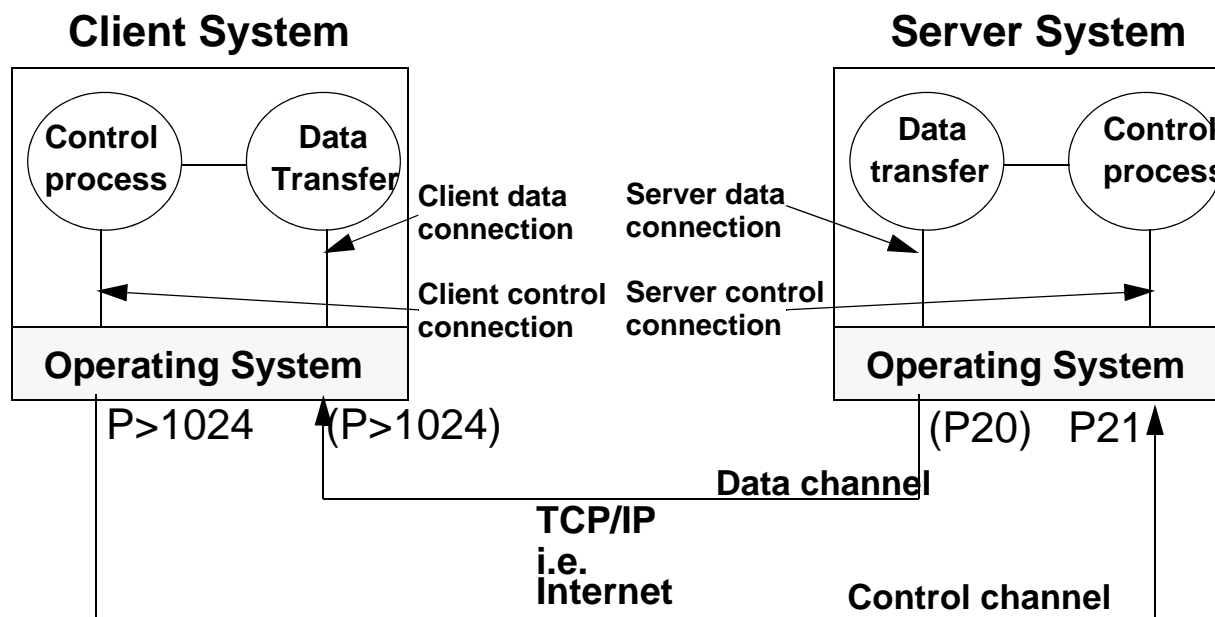 Client System
Server System
Control
process
Data
Transfer
Data
transfer
Control
process
Client data
connection
Server data
connection
Client control
connection
Server control
connection
Operating System
Operating System
P>1024
(P>1024)
(P20)
P21
Data channel
TCP/IP
i.e.
Internet
Control channel